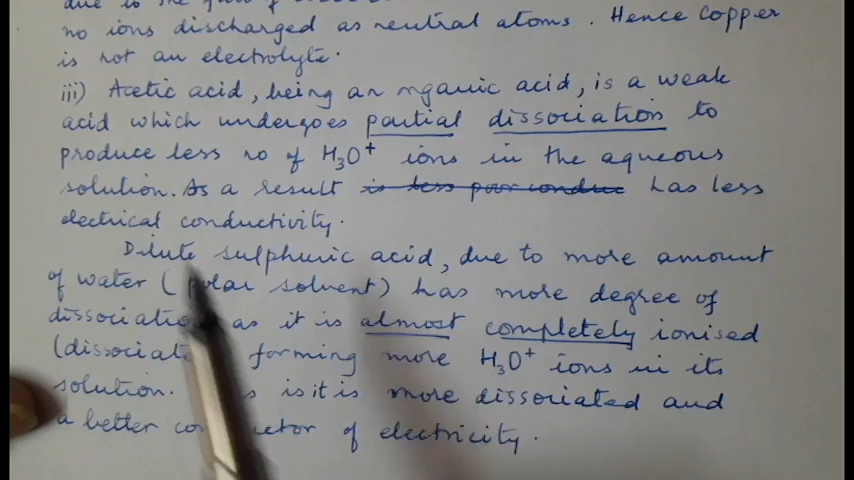 no ions discharged as neutral atoms. Hence Copper
is not an electrolyte.
iii) Acetic acid, being an organic acid, is a weak
acid which undergoes partial dissociation to
produce less no of H₃O⁺ ions in the aqueous
solution. As a result is less poor conduc has less
electrical conductivity.
Dilute sulphuric acid, due to more amount
of water (polar solvent) has more degree of
as it is almost completely ionised
forming more H₃O⁺ ions in its
solution. is it is more dissociated and
a better of electricity.